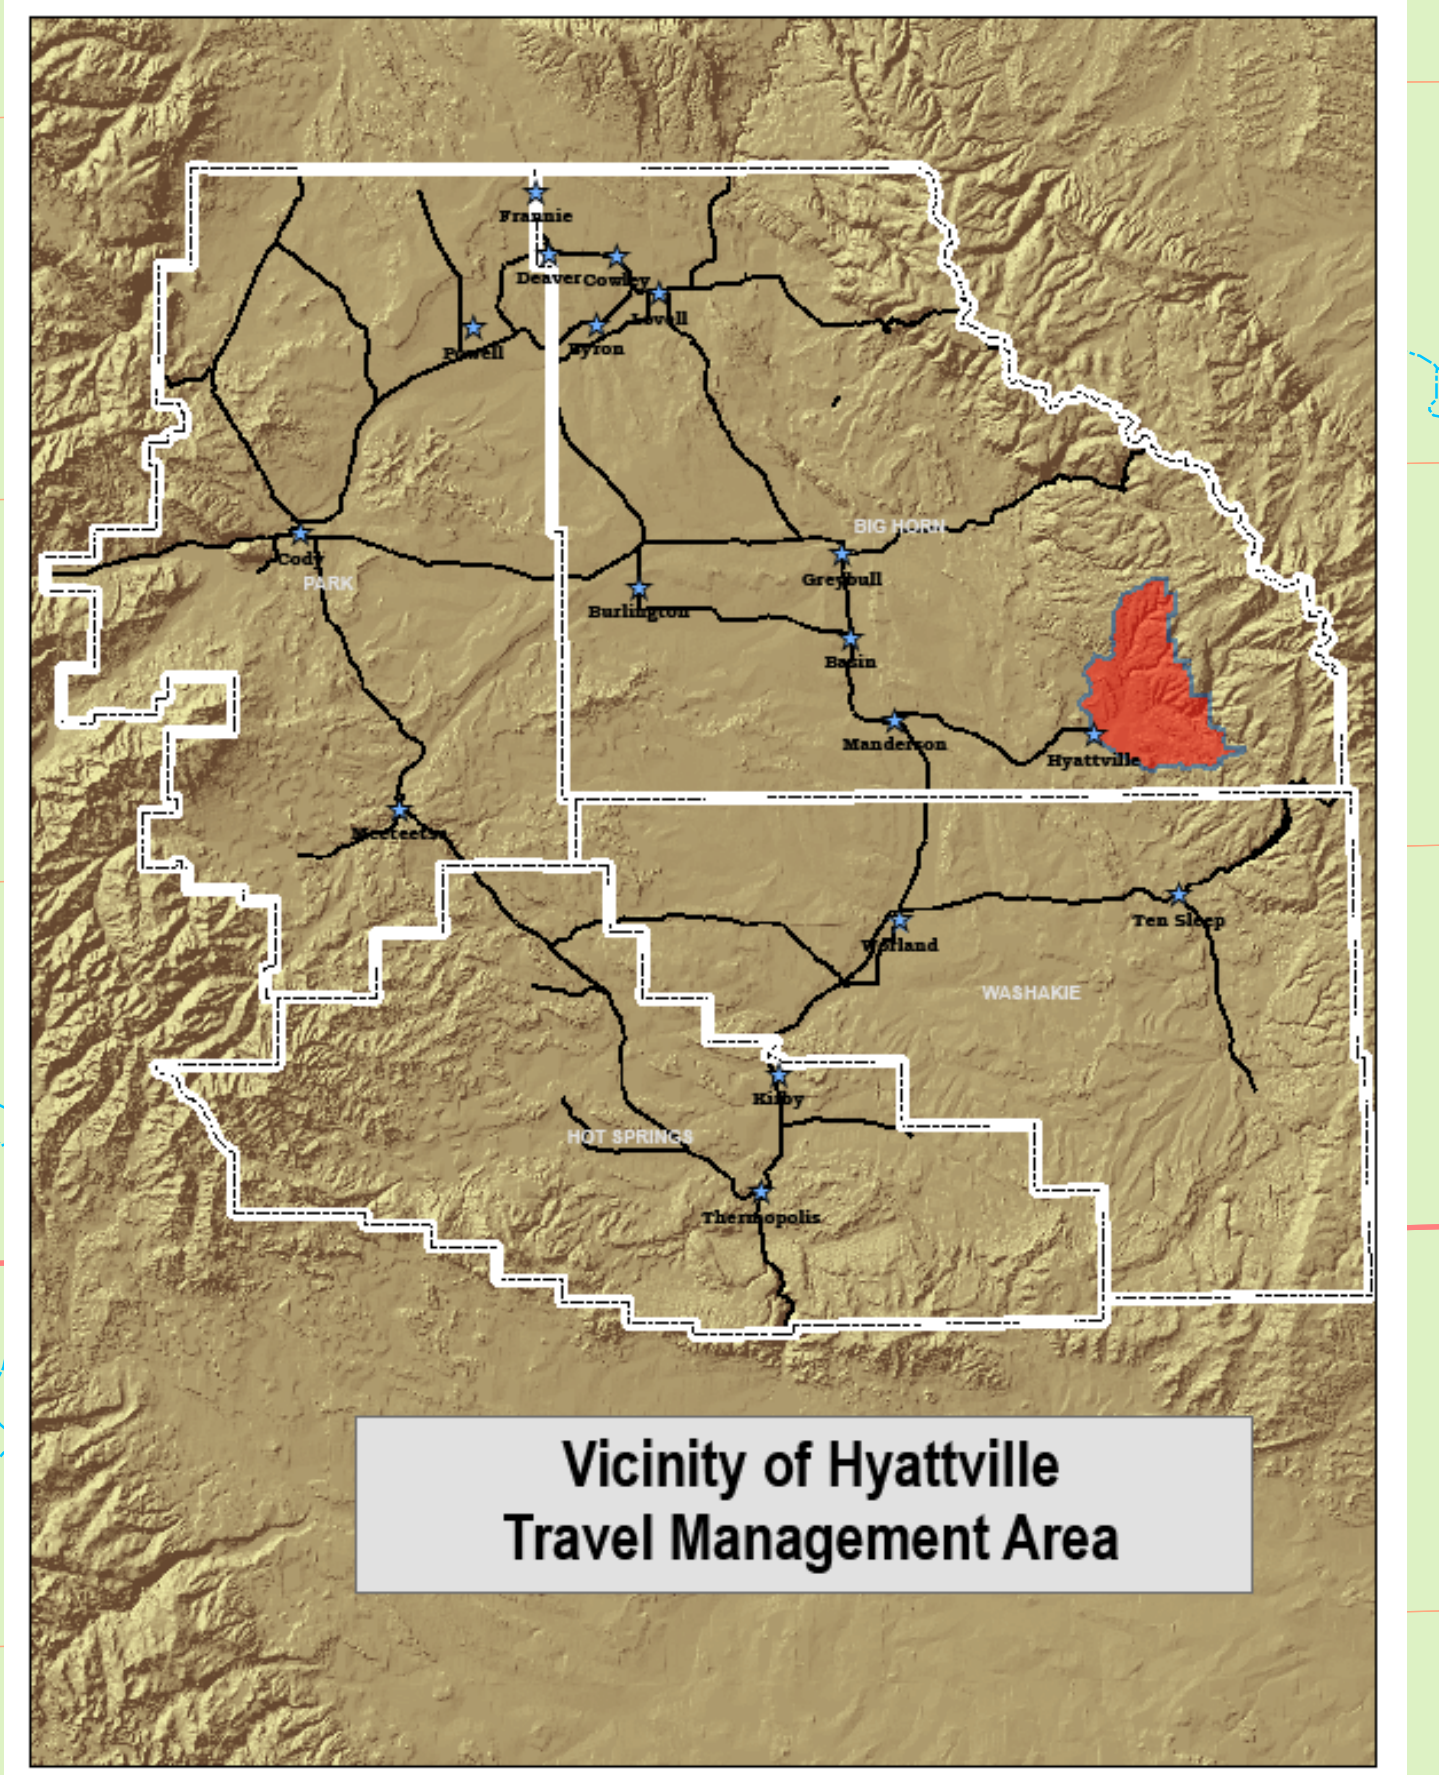 Frannie
Deaver
Cowley
Lovell
Powell
Byron
BIG HORN
Cody
PARK
Greybull
Burlington
Basin
Manderson
Hyattville
Meeteetse
Ten Sleep
Worland
WASHAKIE
Kirby
HOT SPRINGS
Thermopolis
Vicinity of Hyattville
Travel Management Area